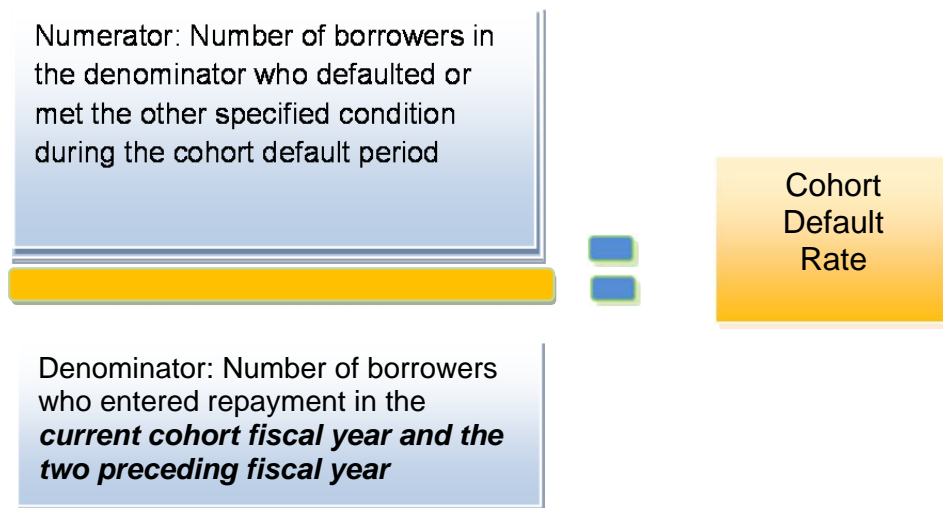 Numerator: Number of borrowers in
the denominator who defaulted or
met the other specified condition
during the cohort default period
Cohort
Default
Rate
Denominator: Number of borrowers
who entered repayment in the
current cohort fiscal year and the
two preceding fiscal year